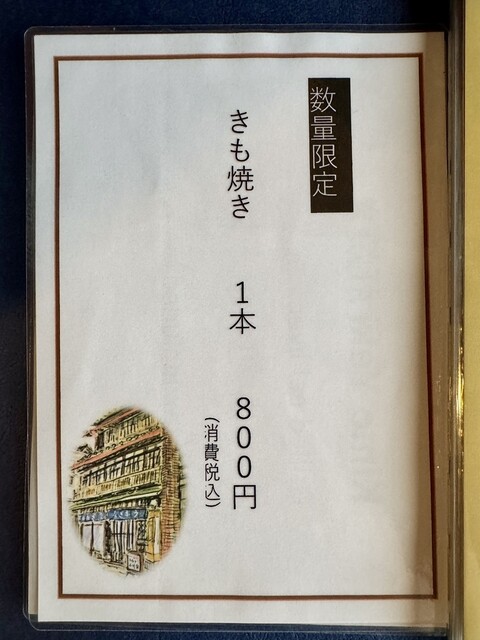 数量限定
きも焼き　1本　800円
(消費税込)